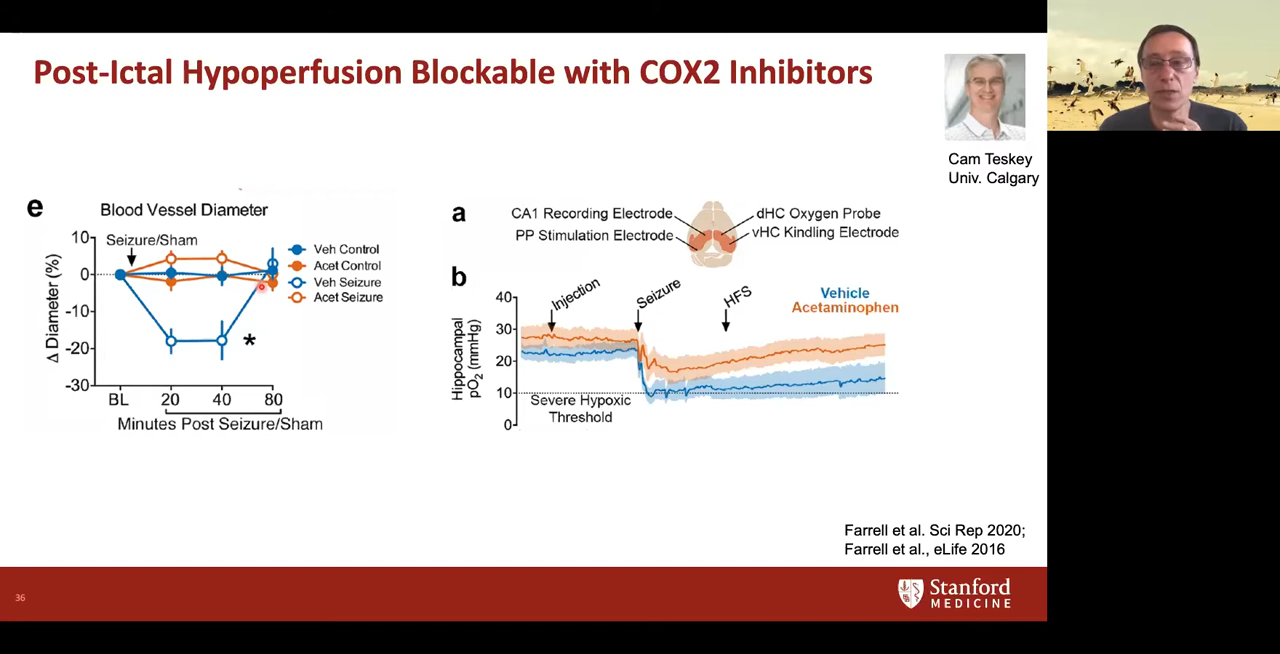 Post-Ictal Hypoperfusion Blockable with COX2 Inhibitors
Cam Teskey
Univ. Calgary
e
Blood Vessel Diameter
Seizure/Sham
Δ Diameter (%)
10
0
-10
-20
-30
*
BL
20
40
80
Minutes Post Seizure/Sham
Veh Control
Acet Control
Veh Seizure
Acet Seizure
a
CA1 Recording Electrode
PP Stimulation Electrode
dHC Oxygen Probe
vHC Kindling Electrode
b
Injection
Seizure
HFS
Vehicle
Acetaminophen
Hippocampal
pO₂ (mmHg)
40
30
20
10
0
Severe Hypoxic
Threshold
Farrell et al. Sci Rep 2020;
Farrell et al., eLife 2016
36
Stanford
MEDICINE